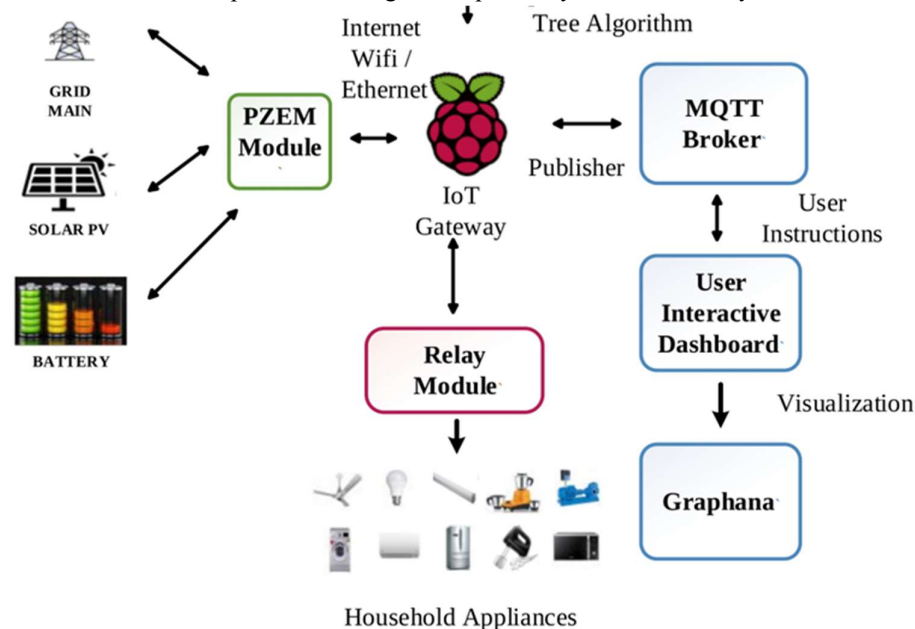 Tree Algorithm
Internet
Wifi /
Ethernet
GRID
MAIN
PZEM
Module
MQTT
Broker
Publisher
SOLAR PV
IoT
Gateway
User
Instructions
User
Interactive
Dashboard
BATTERY
Relay
Module
Visualization
Graphana
Household Appliances